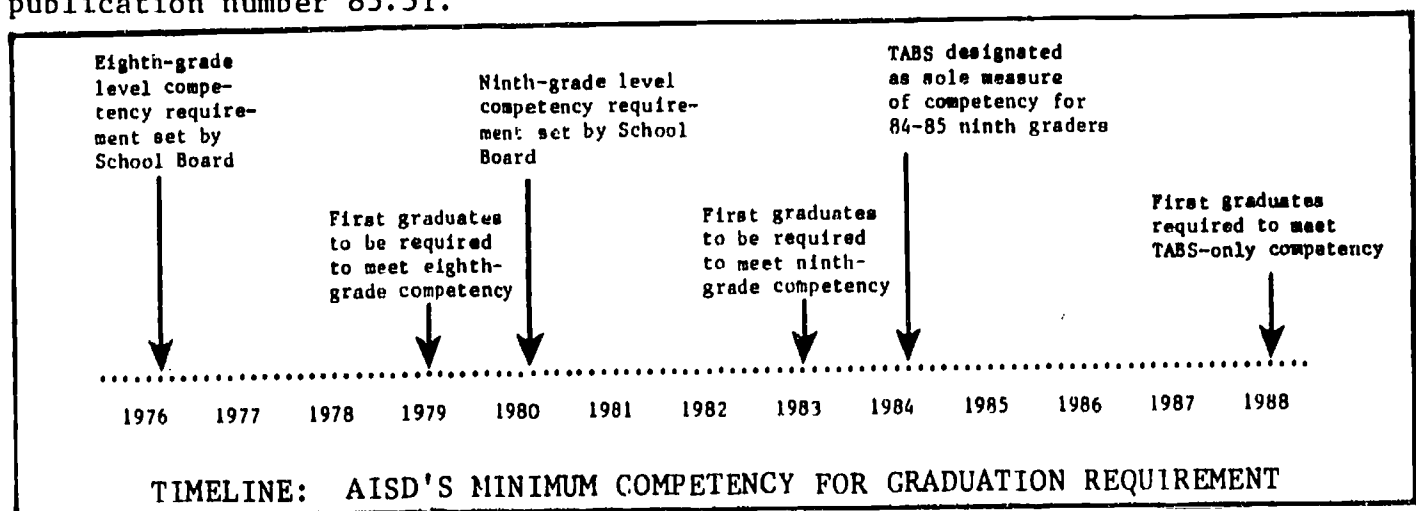 publication number 85.51.
Eighth-grade
level compe-
tency require-
ment set by
School Board
Ninth-grade level
competency require-
ment set by School
Board
TABS designated
as sole measure
of competency for
84-85 ninth graders
First graduates
to be required
to meet eighth-
grade competency
First graduates
to be required
to meet ninth-
grade competency
First graduates
required to meet
TABS-only competency
1976 1977 1978 1979 1980 1981 1982 1983 1984 1985 1986 1987 1988
TIMELINE: AISD'S MINIMUM COMPETENCY FOR GRADUATION REQUIREMENT